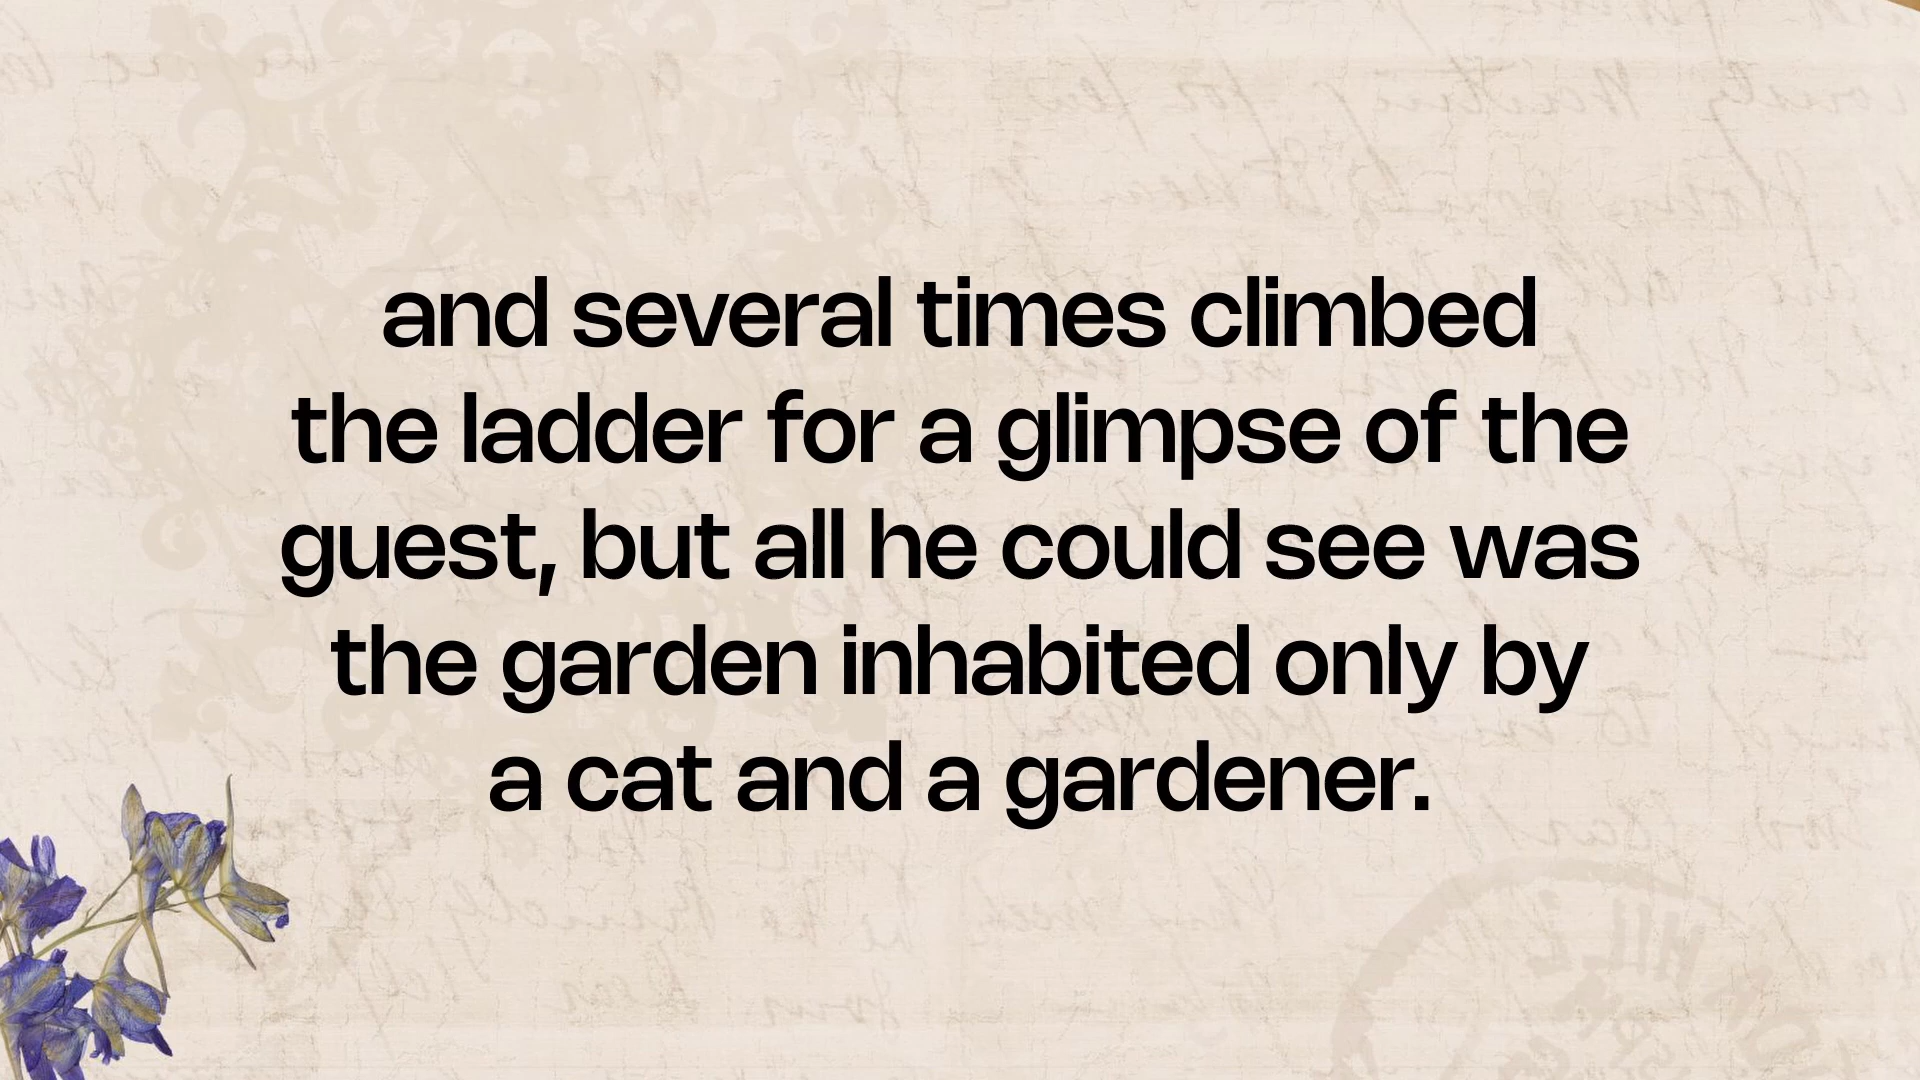 and several times climbed
the ladder for a glimpse of the
guest, but all he could see was
the garden inhabited only by
a cat and a gardener.